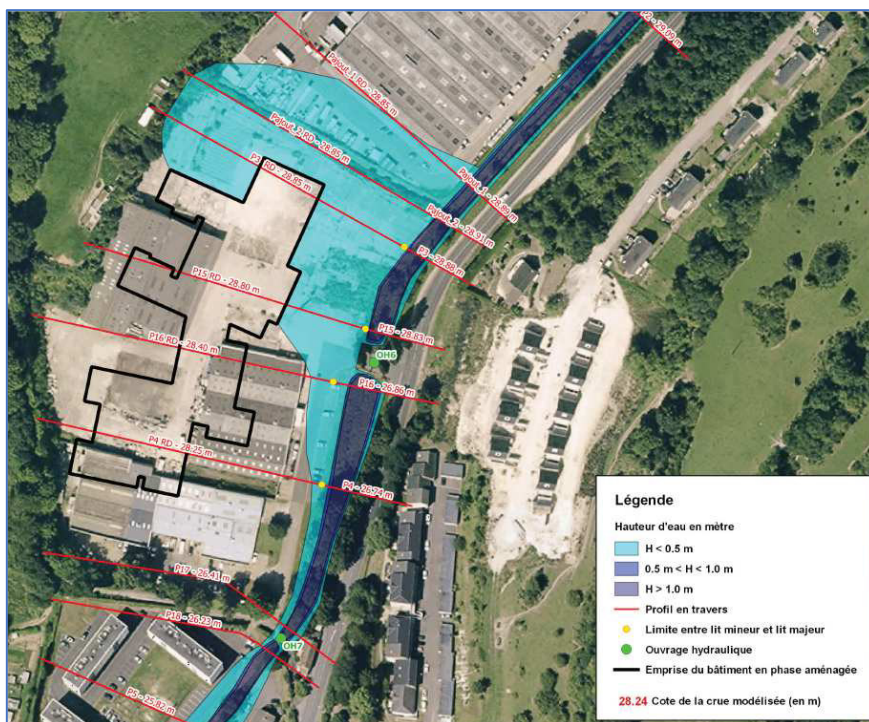 P2 - 29.09 m
Pajout_1 RD - 28.85 m
Pajout_2 RD - 28.85 m
P3 RD - 28.85 m
Pajout_1 - 28.89 m
Pajout_2 - 28.91 m
P3 - 28.88 m
P15 RD - 28.80 m
P15 - 28.83 m
P16 RD - 28.40 m
OH6
P16 - 26.86 m
P4 RD - 28.25 m
P4 - 26.74 m
P17 - 26.41 m
P18 - 26.23 m
OH7
P5 - 25.82 m
Légende
Hauteur d'eau en mètre
H < 0.5 m
0.5 m < H < 1.0 m
H > 1.0 m
Profil en travers
Limite entre lit mineur et lit majeur
Ouvrage hydraulique
Emprise du bâtiment en phase aménagée
28.24 Cote de la crue modélisée (en m)